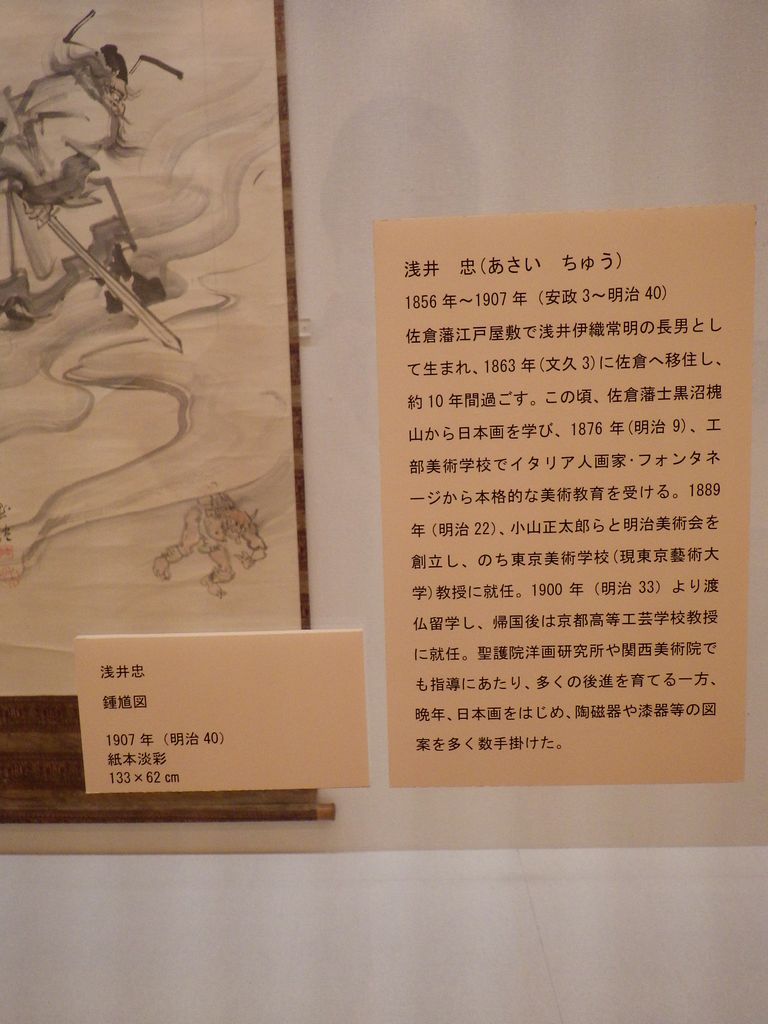 浅井　忠(あさい　ちゅう)
1856 年～1907 年（安政 3～明治 40)
佐倉藩江戸屋敷で浅井伊織常明の長男とし
て生まれ、1863 年(文久 3)に佐倉へ移住し、
約 10 年間過ごす。この頃、佐倉藩士黒沼槐
山から日本画を学び、1876 年(明治 9)、工
部美術学校でイタリア人画家・フォンタネ
ージから本格的な美術教育を受ける。1889
年(明治 22)、小山正太郎らと明治美術会を
創立し、のち東京美術学校(現東京藝術大
学)教授に就任。1900 年（明治 33）より渡
仏留学し、帰国後は京都高等工芸学校教授
に就任。聖護院洋画研究所や関西美術院で
も指導にあたり、多くの後進を育てる一方、
晩年、日本画をはじめ、陶磁器や漆器等の図
案を多く数手掛けた。
浅井忠
鍾馗図
1907 年（明治 40)
紙本淡彩
133×62 cm